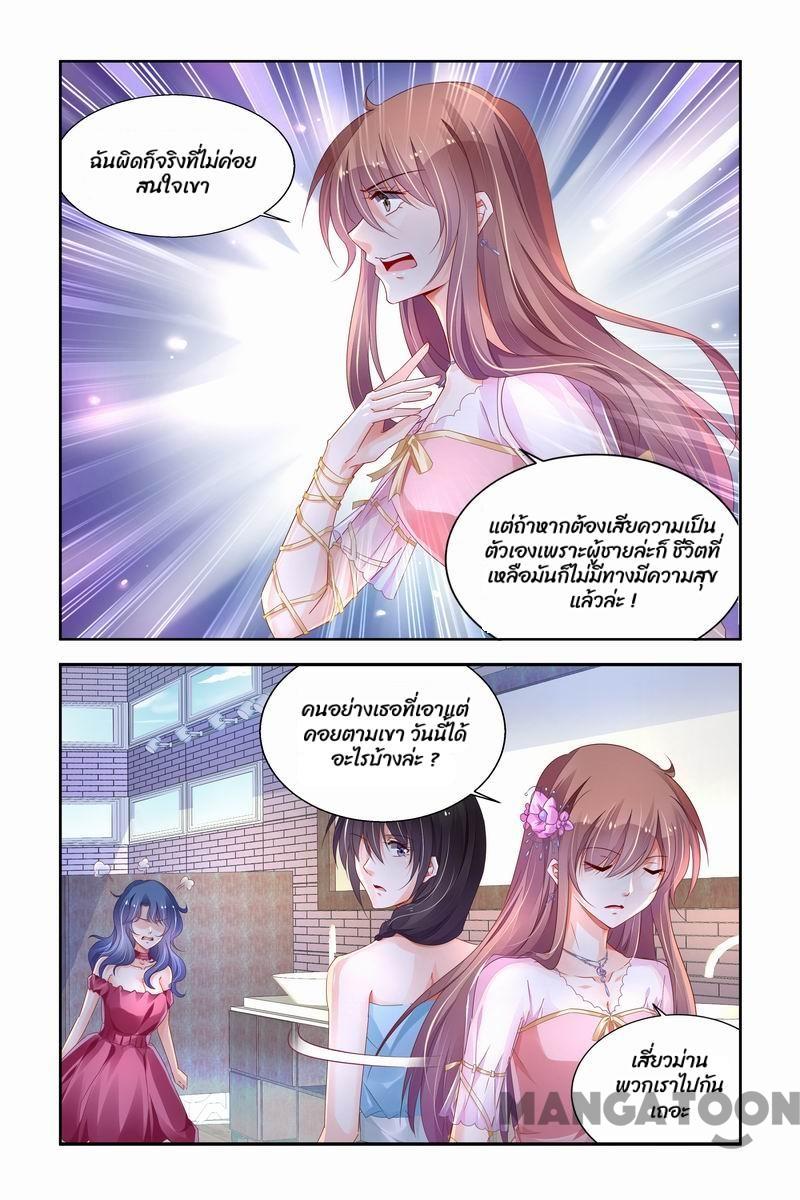 ฉันผิดก็จริงที่ไม่ค่อย
สนใจเขา
แต่ถ้าหากต้องเสียความเป็น
ตัวเองเพราะผู้ชายล่ะก็ ชีวิตที่
เหลือมันก็ไม่มีทางมีความสุข
แล้วล่ะ !
คนอย่างเธอที่เอาแต่
คอยตามเขา วันนี้ได้
อะไรบ้างล่ะ ?
เสี่ยวม่าน
พวกเราไปกัน
เถอะ
MANGATOON